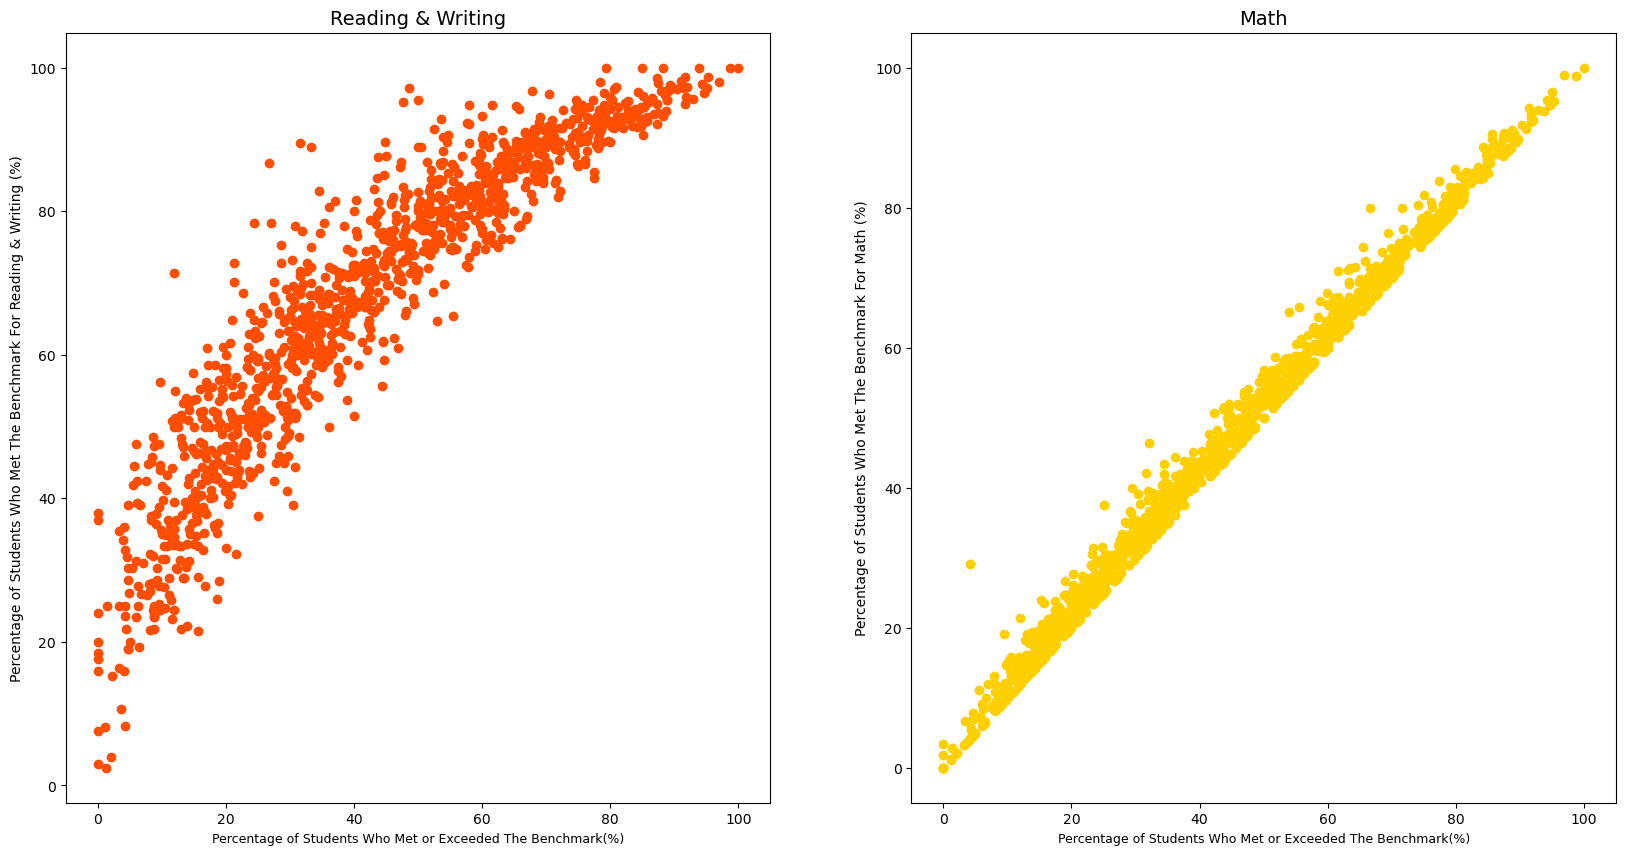 Reading & Writing
Percentage of Students Who Met The Benchmark For Reading & Writing (%)
100
80
60
40
20
0
0 20 40 60 80 100
Percentage of Students Who Met or Exceeded The Benchmark(%)
Math
Percentage of Students Who Met The Benchmark For Math (%)
100
80
60
40
20
0
0 20 40 60 80 100
Percentage of Students Who Met or Exceeded The Benchmark(%)